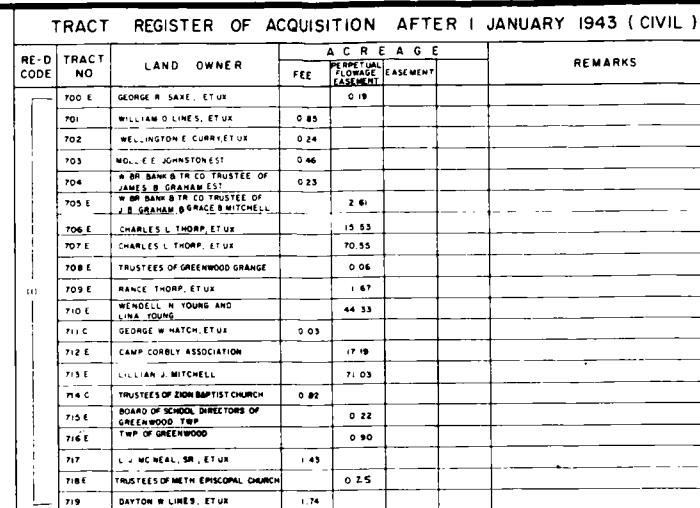 TRACT REGISTER OF ACQUISITION AFTER 1 JANUARY 1943 (CIVIL)
RE-D CODE TRACT NO LAND OWNER ACREAGE REMARKS
FEE PERPETUAL FLOWAGE EASEMENT EASEMENT
700 E GEORGE R SAXE, ET UX 0 19
701 WILLIAM O LINES, ET UX 0 85
702 WELLINGTON E CURRY, ET UX 0 24
703 MOLLIE E JOHNSTON EST 0 46
704 W BR BANK & TR CO TRUSTEE OF 0 23
JAMES B GRAHAM EST
705 E W BR BANK & TR CO TRUSTEE OF 2 61
J B GRAHAM & GRACE B MITCHELL
706 E CHARLES L THORP, ET UX 15 53
707 E CHARLES L THORP, ET UX 70.55
708 E TRUSTEES OF GREENWOOD GRANGE 0 06
(1) 709 E RANCE THORP, ET UX 1 67
710 E WENDELL N YOUNG AND 44 33
LINA YOUNG
711 C GEORGE W HATCH, ET UX 0 03
712 E CAMP CORBLY ASSOCIATION 17 19
713 E LILLIAN J. MITCHELL 71 03
714 C TRUSTEES OF ZION BAPTIST CHURCH 0 82
715 E BOARD OF SCHOOL DIRECTORS OF 0 22
GREENWOOD TWP
716 E TWP OF GREENWOOD 0 90
717 L J MC NEAL, SR, ET UX 1 43
718 E TRUSTEES OF METH EPISCOPAL CHURCH 0 25
719 DAYTON W LINES, ET UX 1.74